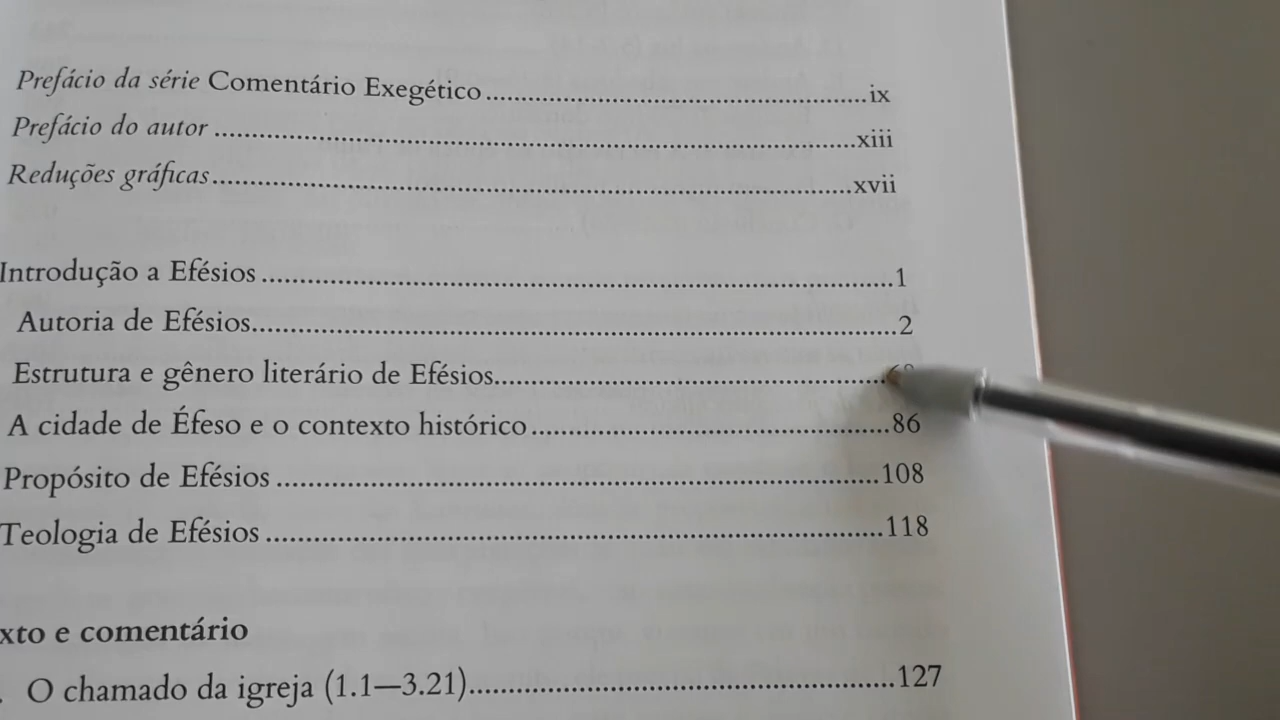 Prefácio da série Comentário Exegético..........ix
Prefácio do autor..........xiii
Reduções gráficas..........xvii
Introdução a Efésios..........1
Autoria de Efésios..........2
Estrutura e gênero literário de Efésios..........
A cidade de Éfeso e o contexto histórico..........86
Propósito de Efésios..........108
Teologia de Efésios..........118
xto e comentário
O chamado da igreja (1.1—3.21)..........127